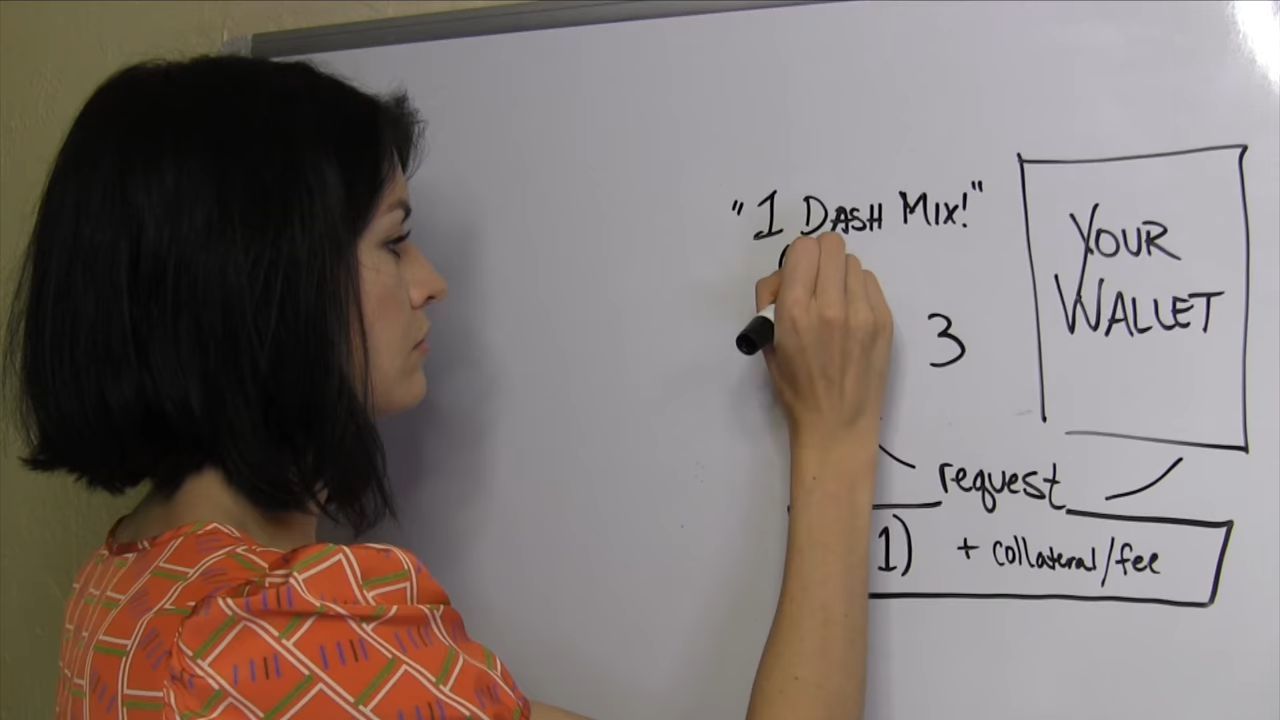 "1 DASH MIX!"
YOUR
WALLET
3
request
1) + collateral/fee